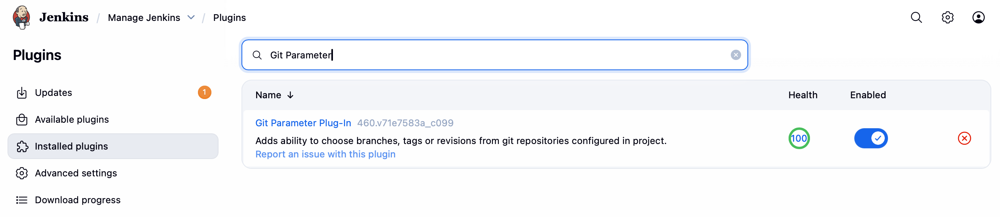 Jenkins / Manage Jenkins / Plugins
Plugins
Git Parameter
Updates 1
Available plugins
Installed plugins
Advanced settings
Download progress
Name Health Enabled
Git Parameter Plug-In 460.v71e7583a_c099
Adds ability to choose branches, tags or revisions from git repositories configured in project.
Report an issue with this plugin
100